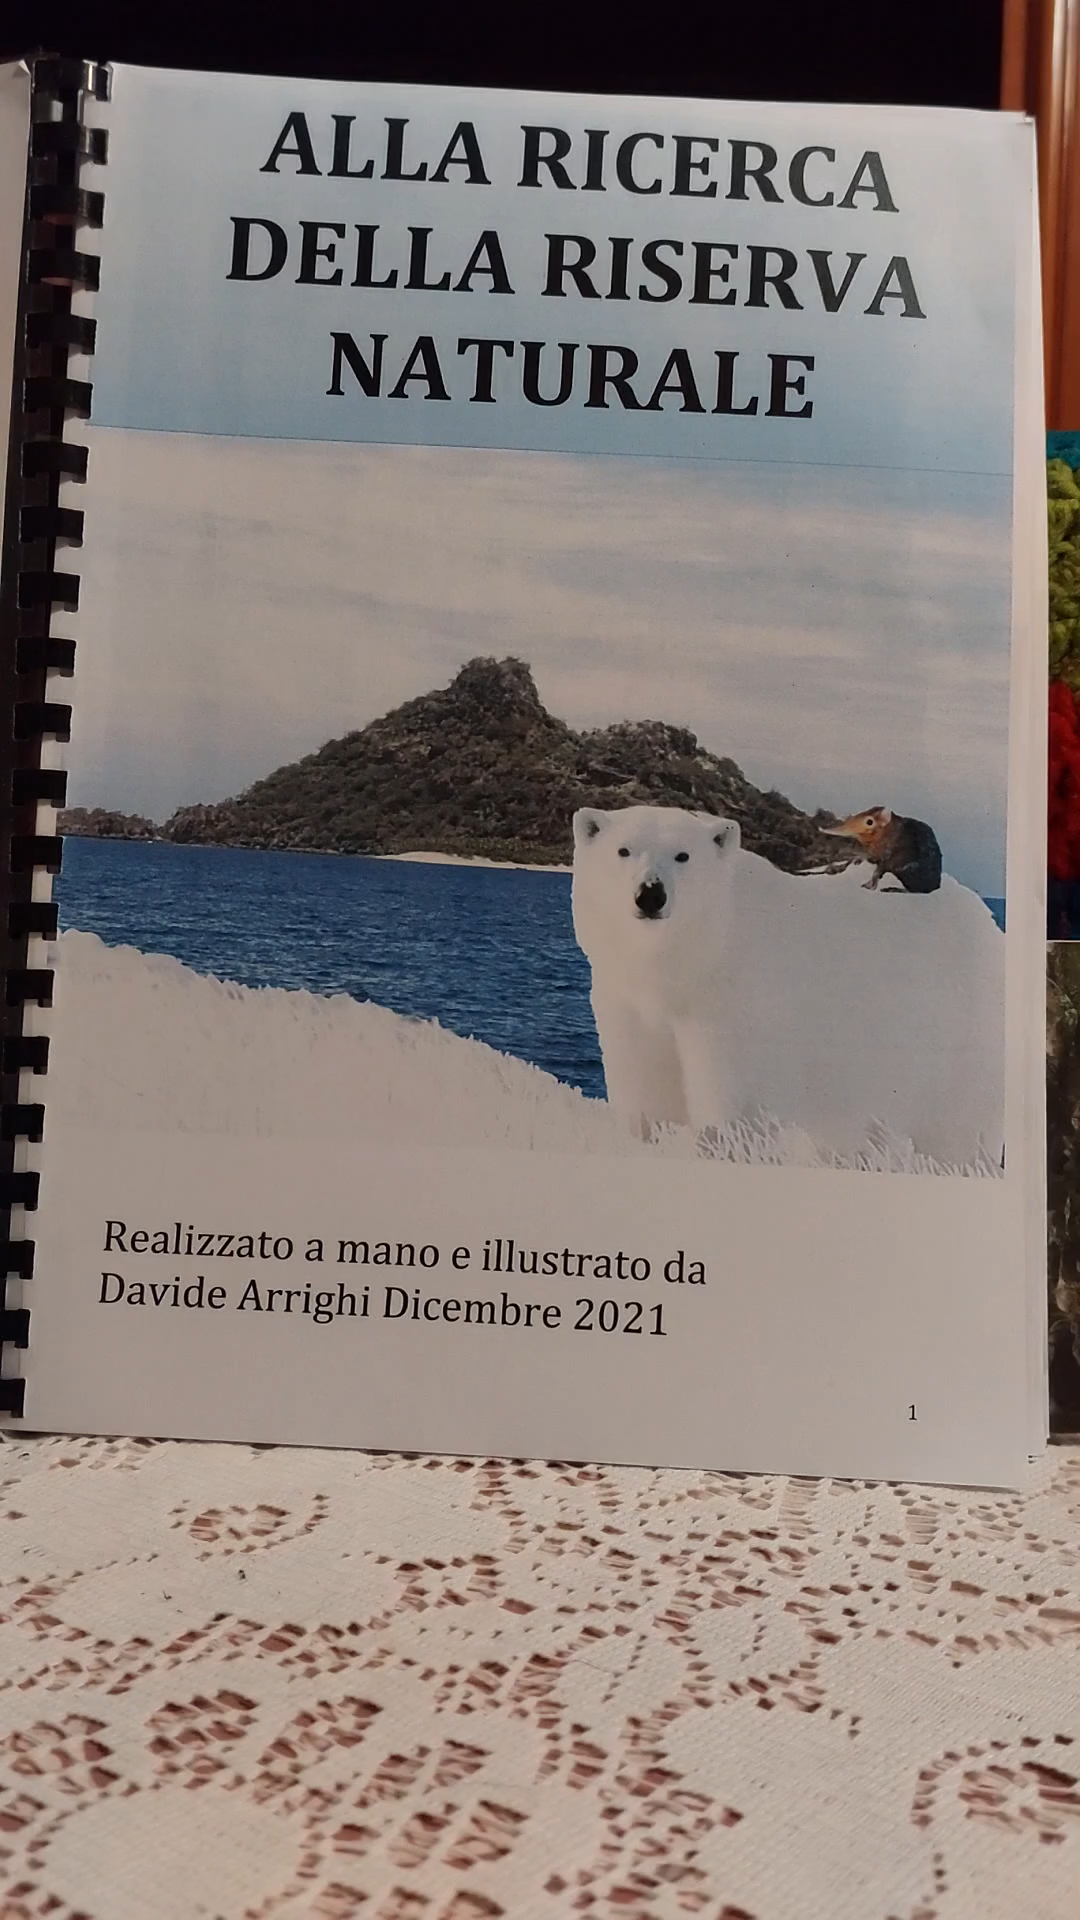 ALLA RICERCA
DELLA RISERVA
NATURALE
Realizzato a mano e illustrato da
Davide Arrighi Dicembre 2021
1